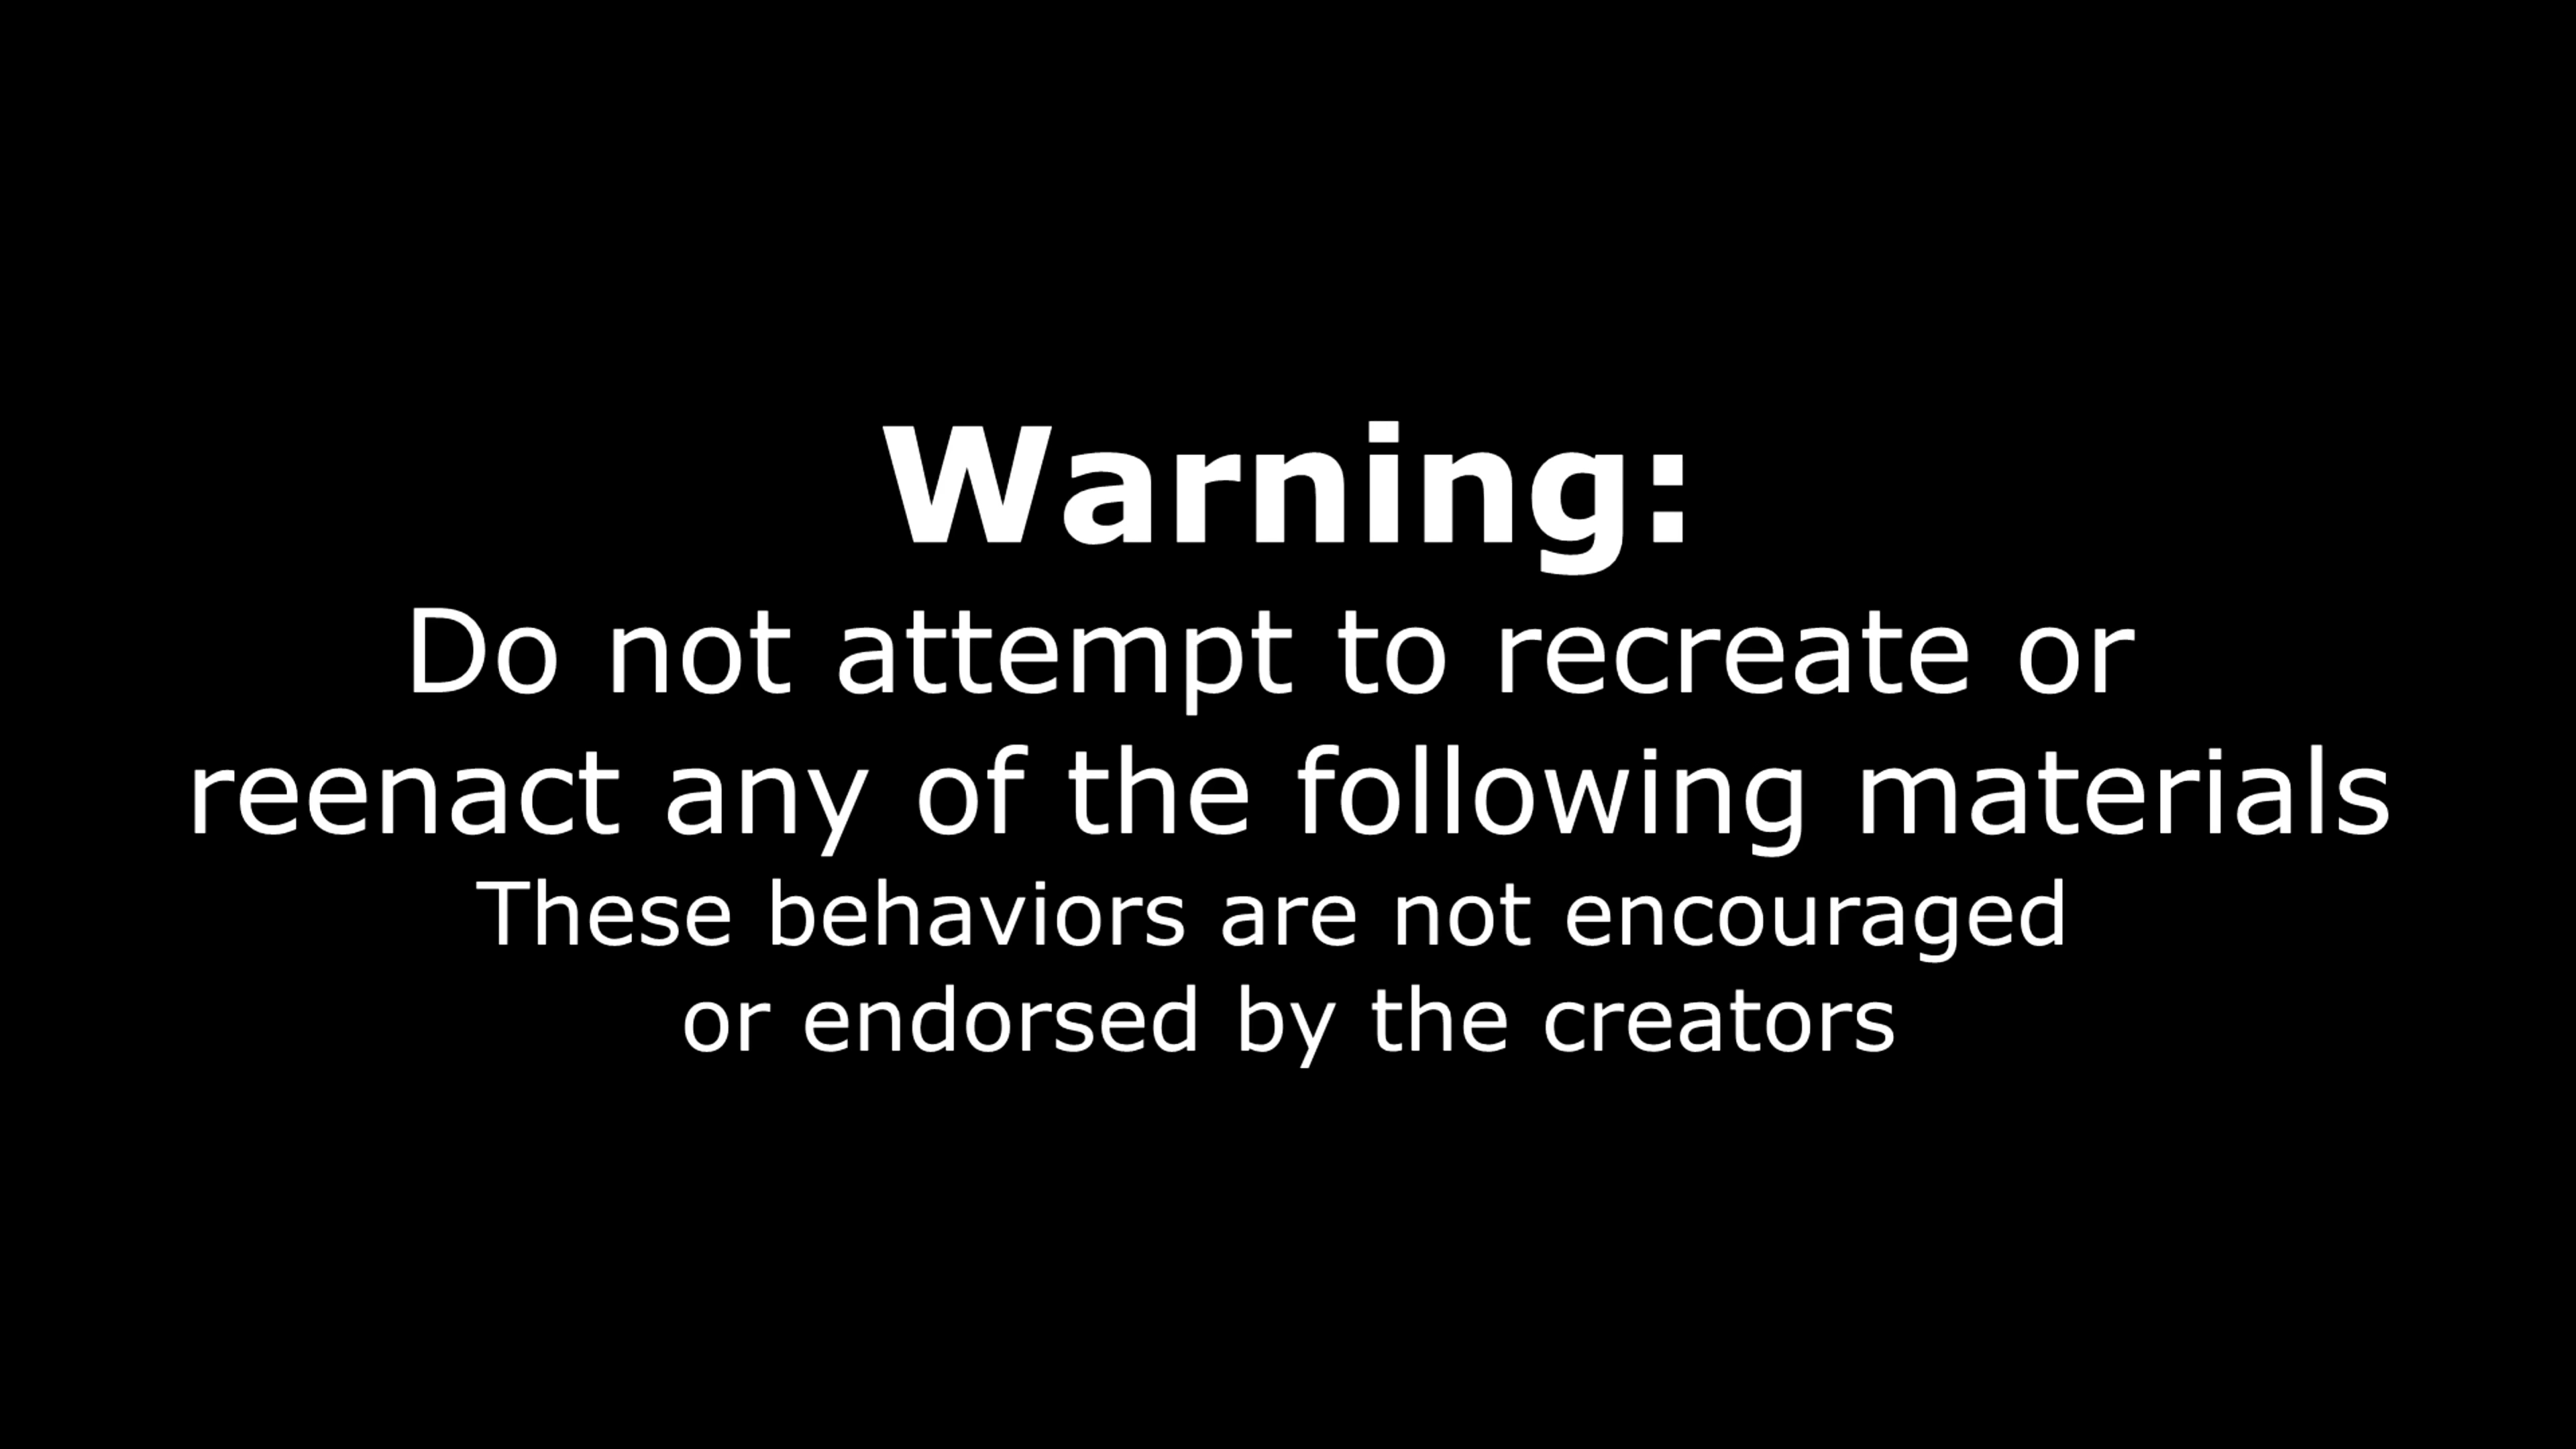 Warning:
Do not attempt to recreate or
reenact any of the following materials
These behaviors are not encouraged
or endorsed by the creators